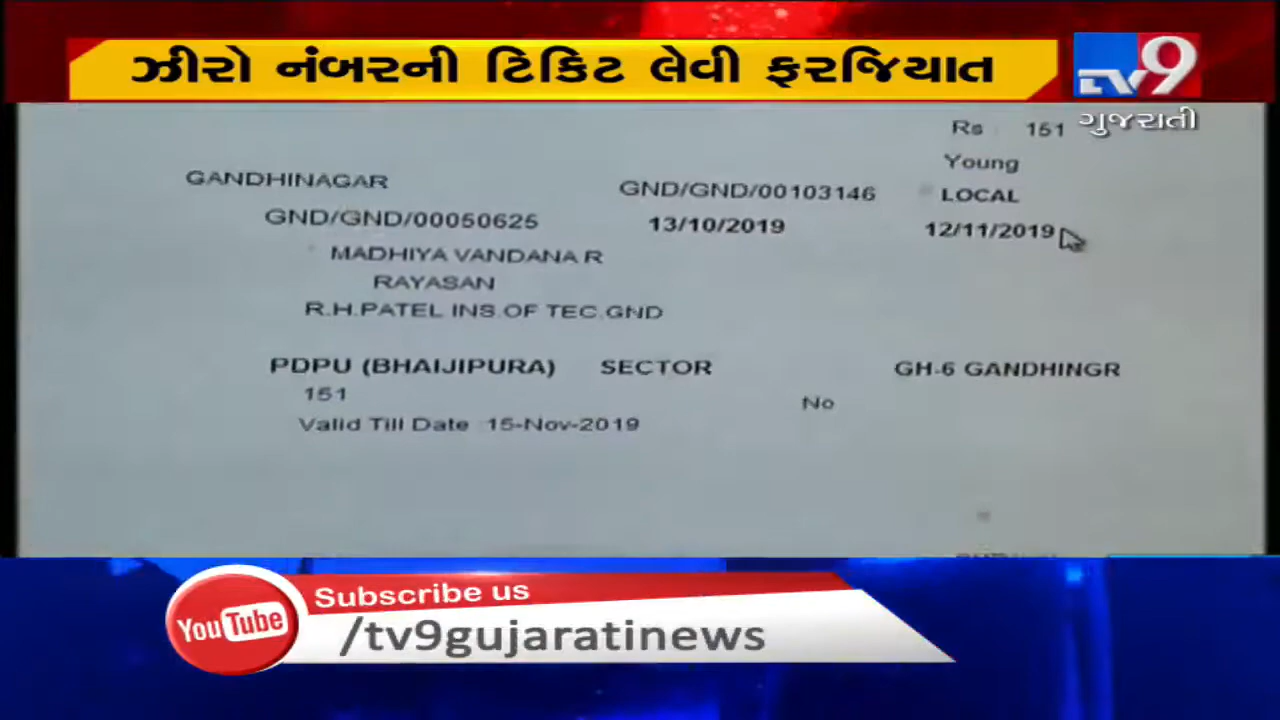 ઝીરો નંબરની ટિકિટ લેવી ફરજિયાત
TV9
ગુજરાતી
Rs 151
Young
GANDHINAGAR GND/GND/00103146 LOCAL
GND/GND/00050625 13/10/2019 12/11/2019
MADHIYA VANDANA R
RAYASAN
R.H.PATEL INS.OF TEC.GND
PDPU (BHAIJIPURA) SECTOR GH-6 GANDHINGR
151
No
Valid Till Date 15-Nov-2019
YouTube
Subscribe us
/tv9gujaratinews